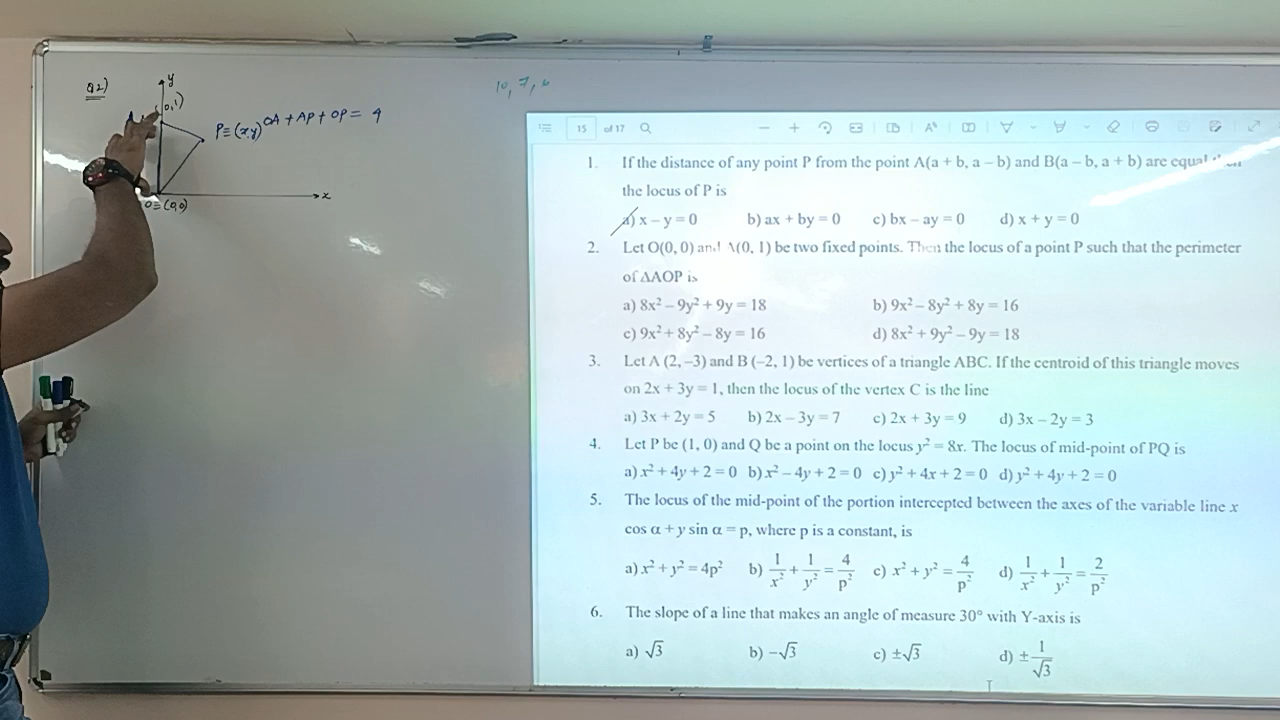 Q2)
y
(0,1)
P≡(x,y) OA + AP + OP = 4
x
O≡(0,0)
10, 7, 6
15 of 17
1. If the distance of any point P from the point A(a + b, a – b) and B(a – b, a + b) are equal then
the locus of P is
a) x – y = 0 b) ax + by = 0 c) bx – ay = 0 d) x + y = 0
2. Let O(0, 0) and A(0, 1) be two fixed points. Then the locus of a point P such that the perimeter
of ΔAOP is
a) 8x² – 9y² + 9y = 18 b) 9x² – 8y² + 8y = 16
c) 9x² + 8y² – 8y = 16 d) 8x² + 9y² – 9y = 18
3. Let A (2, –3) and B (–2, 1) be vertices of a triangle ABC. If the centroid of this triangle moves
on 2x + 3y = 1, then the locus of the vertex C is the line
a) 3x + 2y = 5 b) 2x – 3y = 7 c) 2x + 3y = 9 d) 3x – 2y = 3
4. Let P be (1, 0) and Q be a point on the locus y² = 8x. The locus of mid-point of PQ is
a) x² + 4y + 2 = 0 b) x² – 4y + 2 = 0 c) y² + 4x + 2 = 0 d) y² + 4y + 2 = 0
5. The locus of the mid-point of the portion intercepted between the axes of the variable line x
cos α + y sin α = p, where p is a constant, is
a) x² + y² = 4p² b) 1/x² + 1/y² = 4/p² c) x² + y² = 4/p² d) 1/x² + 1/y² = 2/p²
6. The slope of a line that makes an angle of measure 30° with Y-axis is
a) √3 b) –√3 c) ±√3 d) ± 1/√3